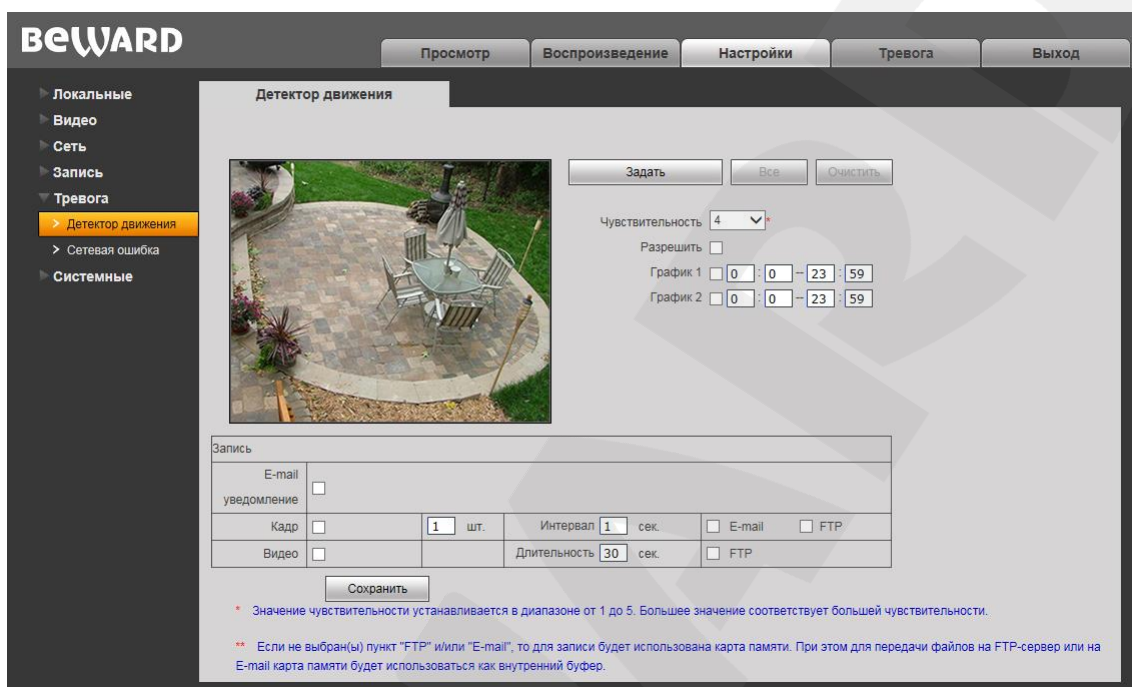 BEWARD
Просмотр Воспроизведение Настройки Тревога Выход
Локальные
Видео
Сеть
Запись
Тревога
> Детектор движения
> Сетевая ошибка
Системные
Детектор движения
Задать Все Очистить
Чувствительность 4 *
Разрешить
График 1 0 : 0 – 23 : 59
График 2 0 : 0 – 23 : 59
Запись
E-mail
уведомление
Кадр 1 шт. Интервал 1 сек. E-mail FTP
Видео Длительность 30 сек. FTP
Сохранить
* Значение чувствительности устанавливается в диапазоне от 1 до 5. Большее значение соответствует большей чувствительности.
** Если не выбран(ы) пункт "FTP" и/или "E-mail", то для записи будет использована карта памяти. При этом для передачи файлов на FTP-сервер или на
E-mail карта памяти будет использоваться как внутренний буфер.